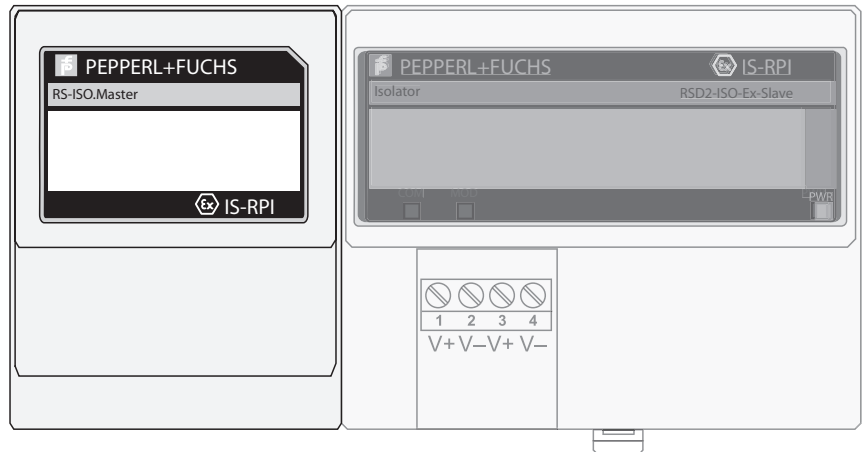 PEPPERL+FUCHS
RS-ISO.Master
IS-RPI
PEPPERL+FUCHS IS-RPI
Isolator RSD2-ISO-Ex-Slave
PWR
1 2 3 4
V+ V– V+ V–